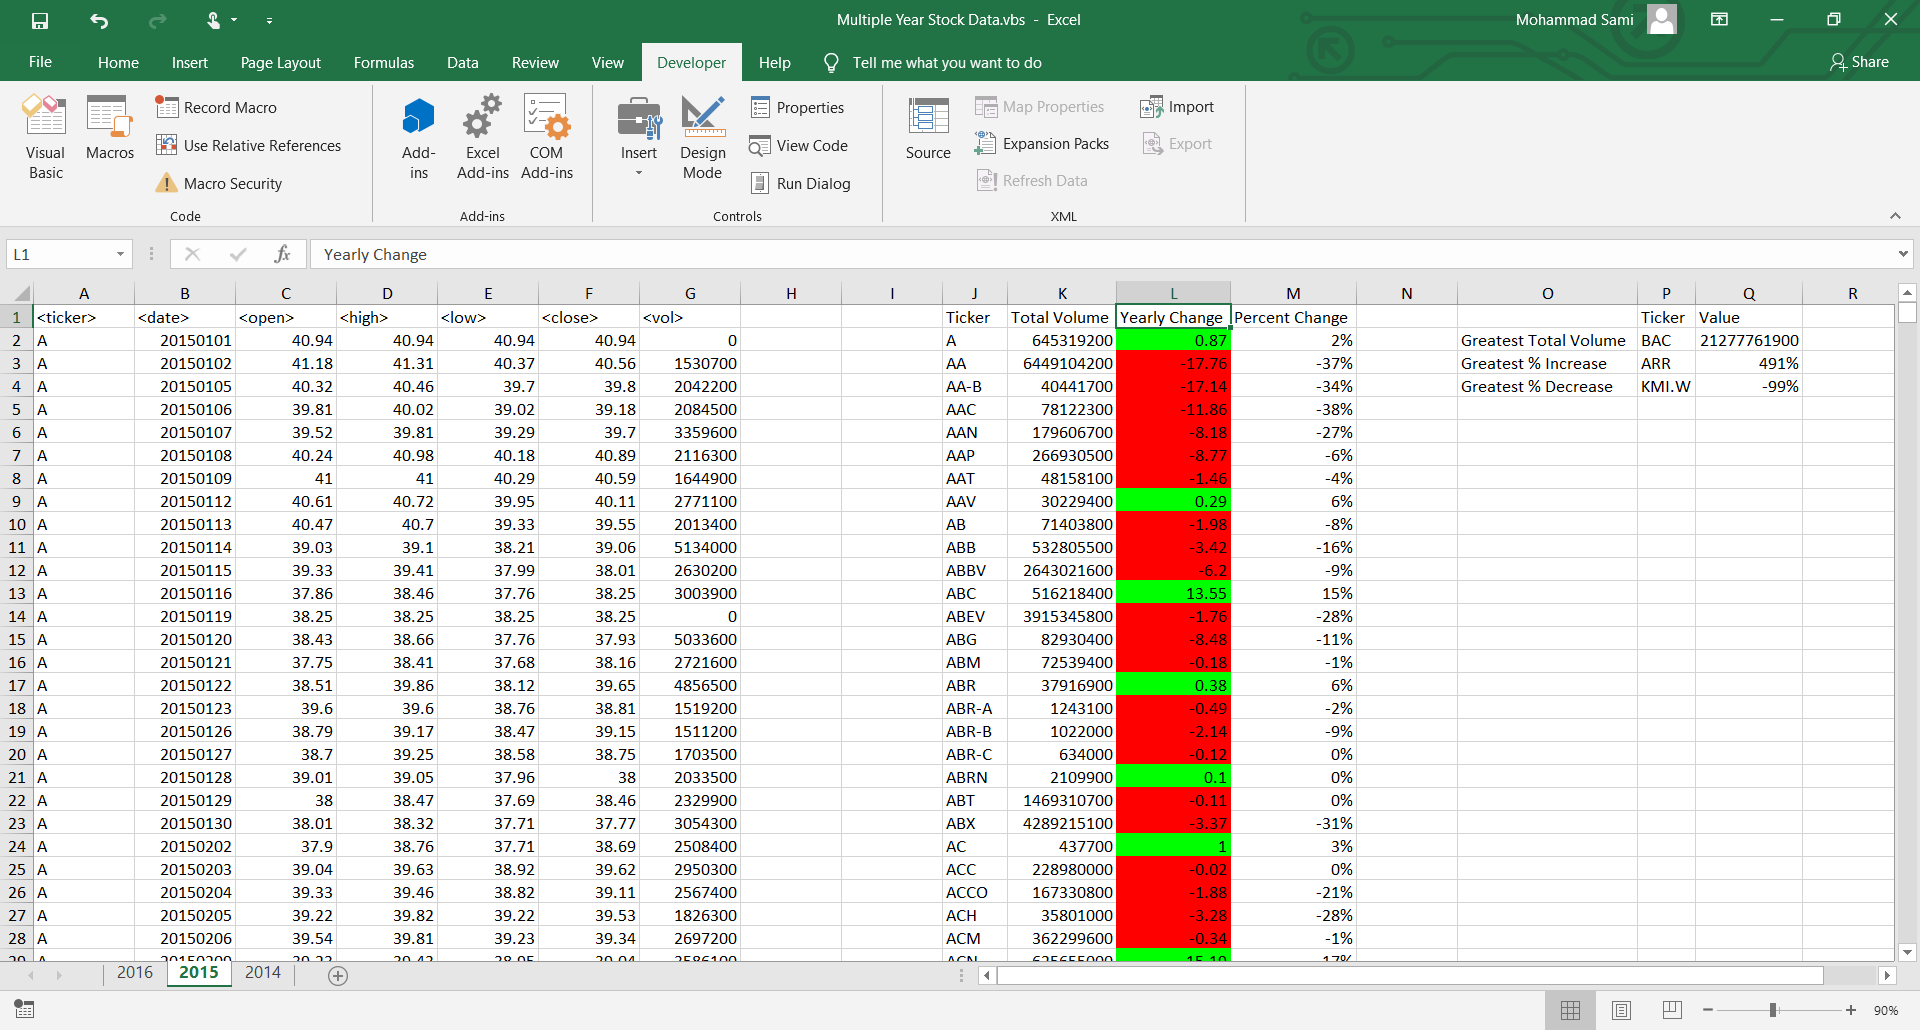 Multiple Year Stock Data.vbs - Excel
Mohammad Sami
File Home Insert Page Layout Formulas Data Review View Developer Help Tell me what you want to do Share
Visual Basic
Macros
Record Macro
Use Relative References
Macro Security
Code
Add-ins
Excel Add-ins
COM Add-ins
Add-ins
Insert
Design Mode
Properties
View Code
Run Dialog
Controls
Source
Map Properties
Expansion Packs
Refresh Data
Import
Export
XML
L1 fx Yearly Change
A B C D E F G H I J K L M N O P Q R
1 <ticker> <date> <open> <high> <low> <close> <vol> Ticker Total Volume Yearly Change Percent Change Ticker Value
2 A 20150101 40.94 40.94 40.94 40.94 0 A 645319200 0.87 2% Greatest Total Volume BAC 21277761900
3 A 20150102 41.18 41.31 40.37 40.56 1530700 AA 6449104200 -17.76 -37% Greatest % Increase ARR 491%
4 A 20150105 40.32 40.46 39.7 39.8 2042200 AA-B 40441700 -17.14 -34% Greatest % Decrease KMI.W -99%
5 A 20150106 39.81 40.02 39.02 39.18 2084500 AAC 78122300 -11.86 -38%
6 A 20150107 39.52 39.81 39.29 39.7 3359600 AAN 179606700 -8.18 -27%
7 A 20150108 40.24 40.98 40.18 40.89 2116300 AAP 266930500 -8.77 -6%
8 A 20150109 41 41 40.29 40.59 1644900 AAT 48158100 -1.46 -4%
9 A 20150112 40.61 40.72 39.95 40.11 2771100 AAV 30229400 0.29 6%
10 A 20150113 40.47 40.7 39.33 39.55 2013400 AB 71403800 -1.98 -8%
11 A 20150114 39.03 39.1 38.21 39.06 5134000 ABB 532805500 -3.42 -16%
12 A 20150115 39.33 39.41 37.99 38.01 2630200 ABBV 2643021600 -6.2 -9%
13 A 20150116 37.86 38.46 37.76 38.25 3003900 ABC 516218400 13.55 15%
14 A 20150119 38.25 38.25 38.25 38.25 0 ABEV 3915345800 -1.76 -28%
15 A 20150120 38.43 38.66 37.76 37.93 5033600 ABG 82930400 -8.48 -11%
16 A 20150121 37.75 38.41 37.68 38.16 2721600 ABM 72539400 -0.18 -1%
17 A 20150122 38.51 39.86 38.12 39.65 4856500 ABR 37916900 0.38 6%
18 A 20150123 39.6 39.6 38.76 38.81 1519200 ABR-A 1243100 -0.49 -2%
19 A 20150126 38.79 39.17 38.47 39.15 1511200 ABR-B 1022000 -2.14 -9%
20 A 20150127 38.7 39.25 38.58 38.75 1703500 ABR-C 634000 -0.12 0%
21 A 20150128 39.01 39.05 37.96 38 2033500 ABRN 2109900 0.1 0%
22 A 20150129 38 38.47 37.69 38.46 2329900 ABT 1469310700 -0.11 0%
23 A 20150130 38.01 38.32 37.71 37.77 3054300 ABX 4289215100 -3.37 -31%
24 A 20150202 37.9 38.76 37.71 38.69 2508400 AC 437700 1 3%
25 A 20150203 39.04 39.63 38.92 39.62 2950300 ACC 228980000 -0.02 0%
26 A 20150204 39.33 39.46 38.82 39.11 2567400 ACCO 167330800 -1.88 -21%
27 A 20150205 39.22 39.82 39.22 39.53 1826300 ACH 35801000 -3.28 -28%
28 A 20150206 39.54 39.81 39.23 39.34 2697200 ACM 362299600 -0.34 -1%
2016 2015 2014
90%